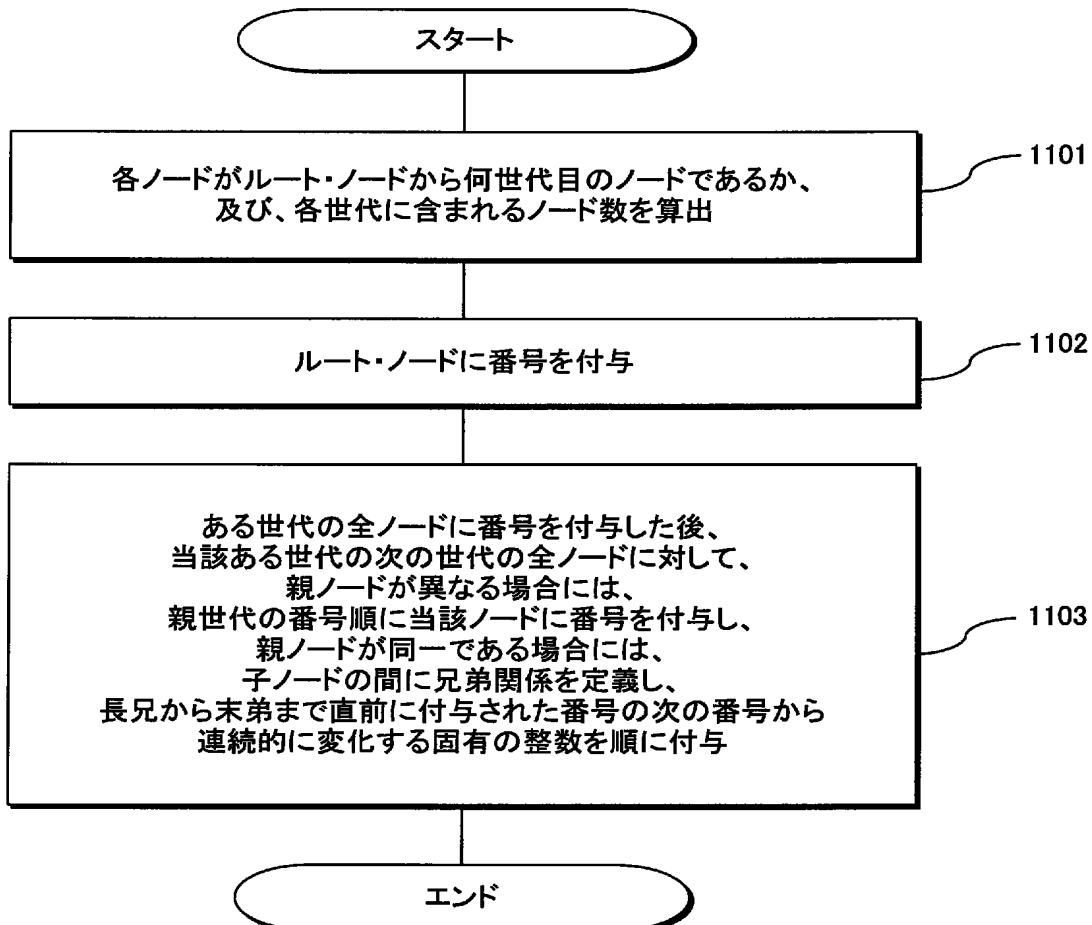 スタート
各ノードがルート・ノードから何世代目のノードであるか、
及び、各世代に含まれるノード数を算出
1101
ルート・ノードに番号を付与
1102
ある世代の全ノードに番号を付与した後、
当該ある世代の次の世代の全ノードに対して、
親ノードが異なる場合には、
親世代の番号順に当該ノードに番号を付与し、
親ノードが同一である場合には、
子ノードの間に兄弟関係を定義し、
長兄から末弟まで直前に付与された番号の次の番号から
連続的に変化する固有の整数を順に付与
1103
エンド